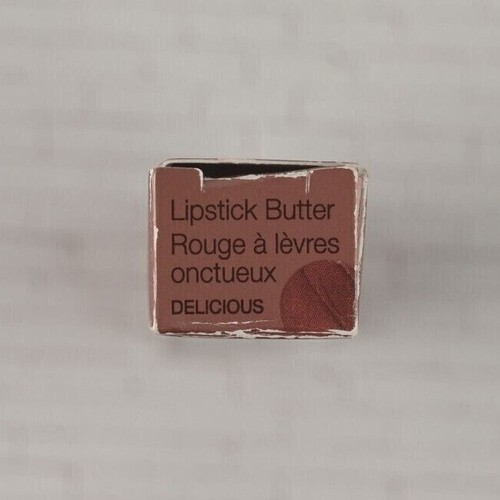 Lipstick Butter
Rouge à lèvres
onctueux
DELICIOUS